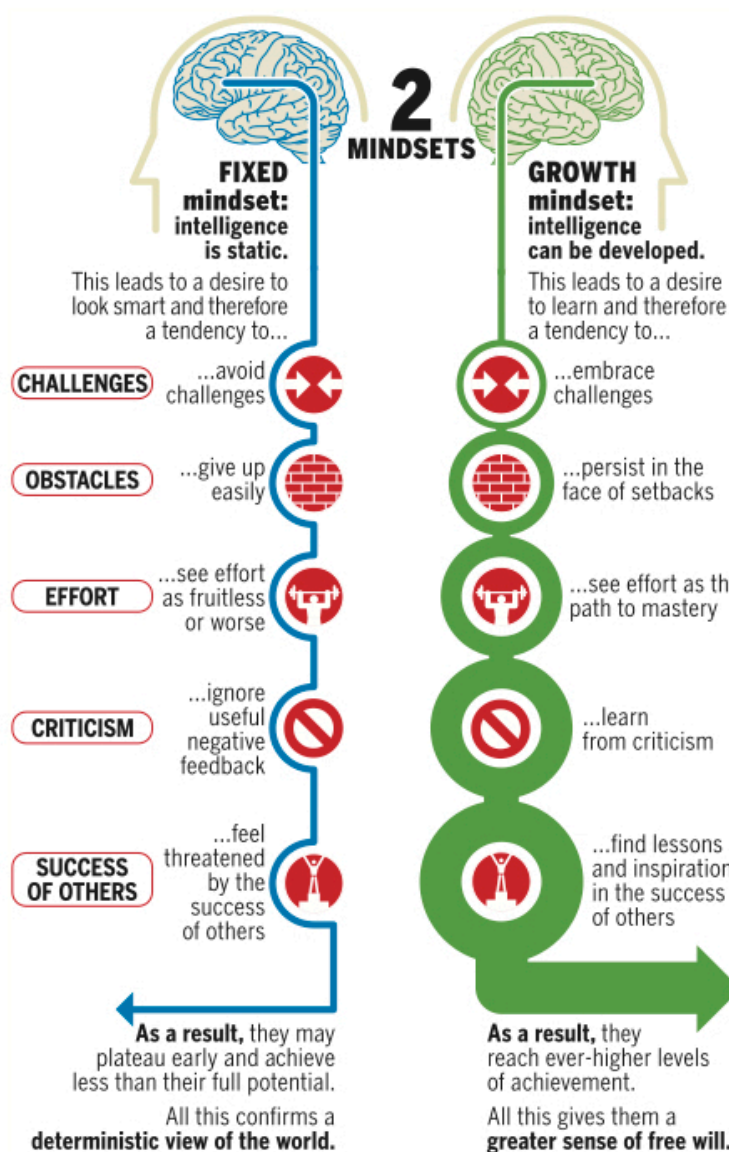 2
MINDSETS
FIXED
mindset:
intelligence
is static.
This leads to a desire to
look smart and therefore
a tendency to...
GROWTH
mindset:
intelligence
can be developed.
This leads to a desire
to learn and therefore
a tendency to...
CHALLENGES
...avoid
challenges
...embrace
challenges
OBSTACLES
...give up
easily
...persist in the
face of setbacks
EFFORT
...see effort
as fruitless
or worse
...see effort as th
path to mastery
CRITICISM
...ignore
useful
negative
feedback
...learn
from criticism
SUCCESS
OF OTHERS
...feel
threatened
by the
success
of others
...find lessons
and inspiration
in the success
of others
As a result, they may
plateau early and achieve
less than their full potential.
All this confirms a
deterministic view of the world.
As a result, they
reach ever-higher levels
of achievement.
All this gives them a
greater sense of free will.